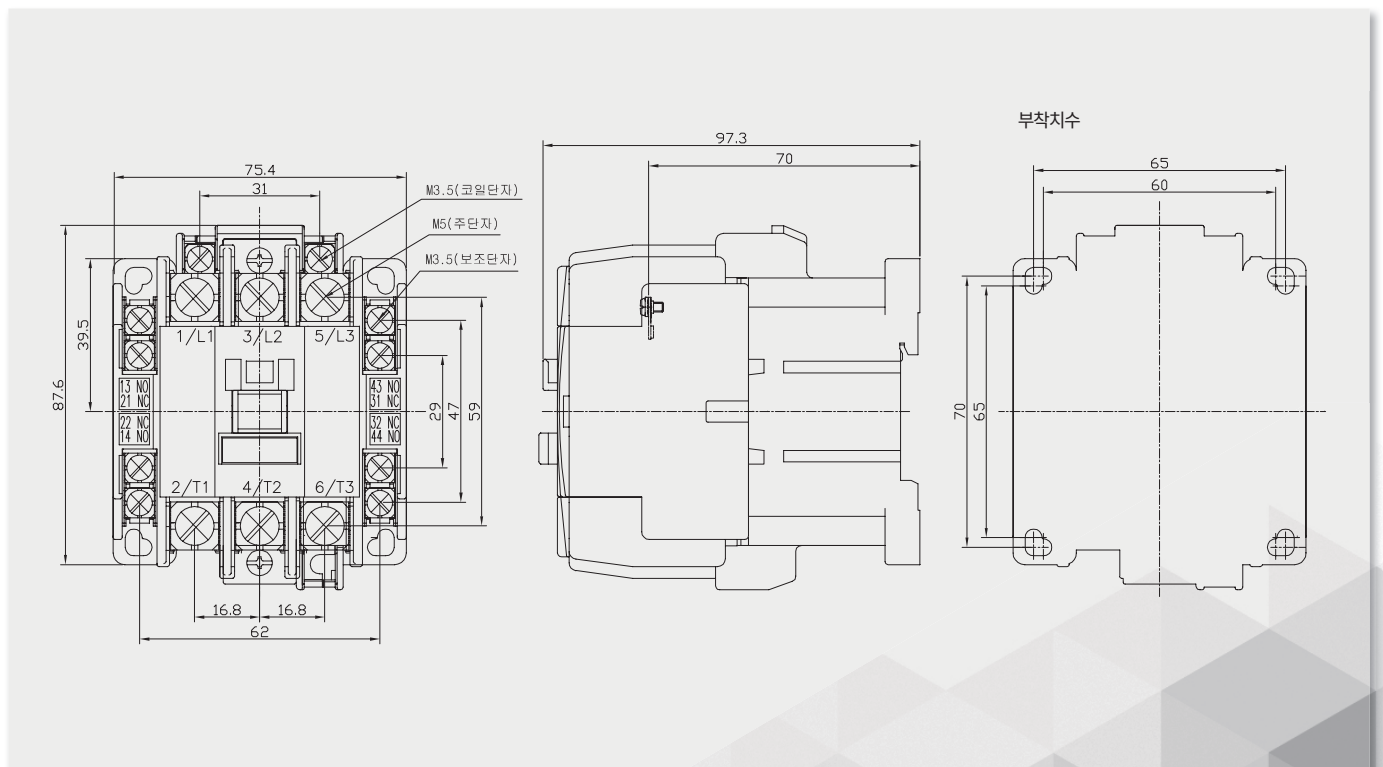 부착치수
97.3
70
75.4
31
M3.5(코일단자)
M5(주단자)
M3.5(보조단자)
65
60
87.6
39.5
1/L1 3/L2 5/L3
13 NO
21 NC
22 NC
14 NO
43 NO
31 NC
32 NC
44 NO
29
47
59
2/T1 4/T2 6/T3
16.8 16.8
62
70
65